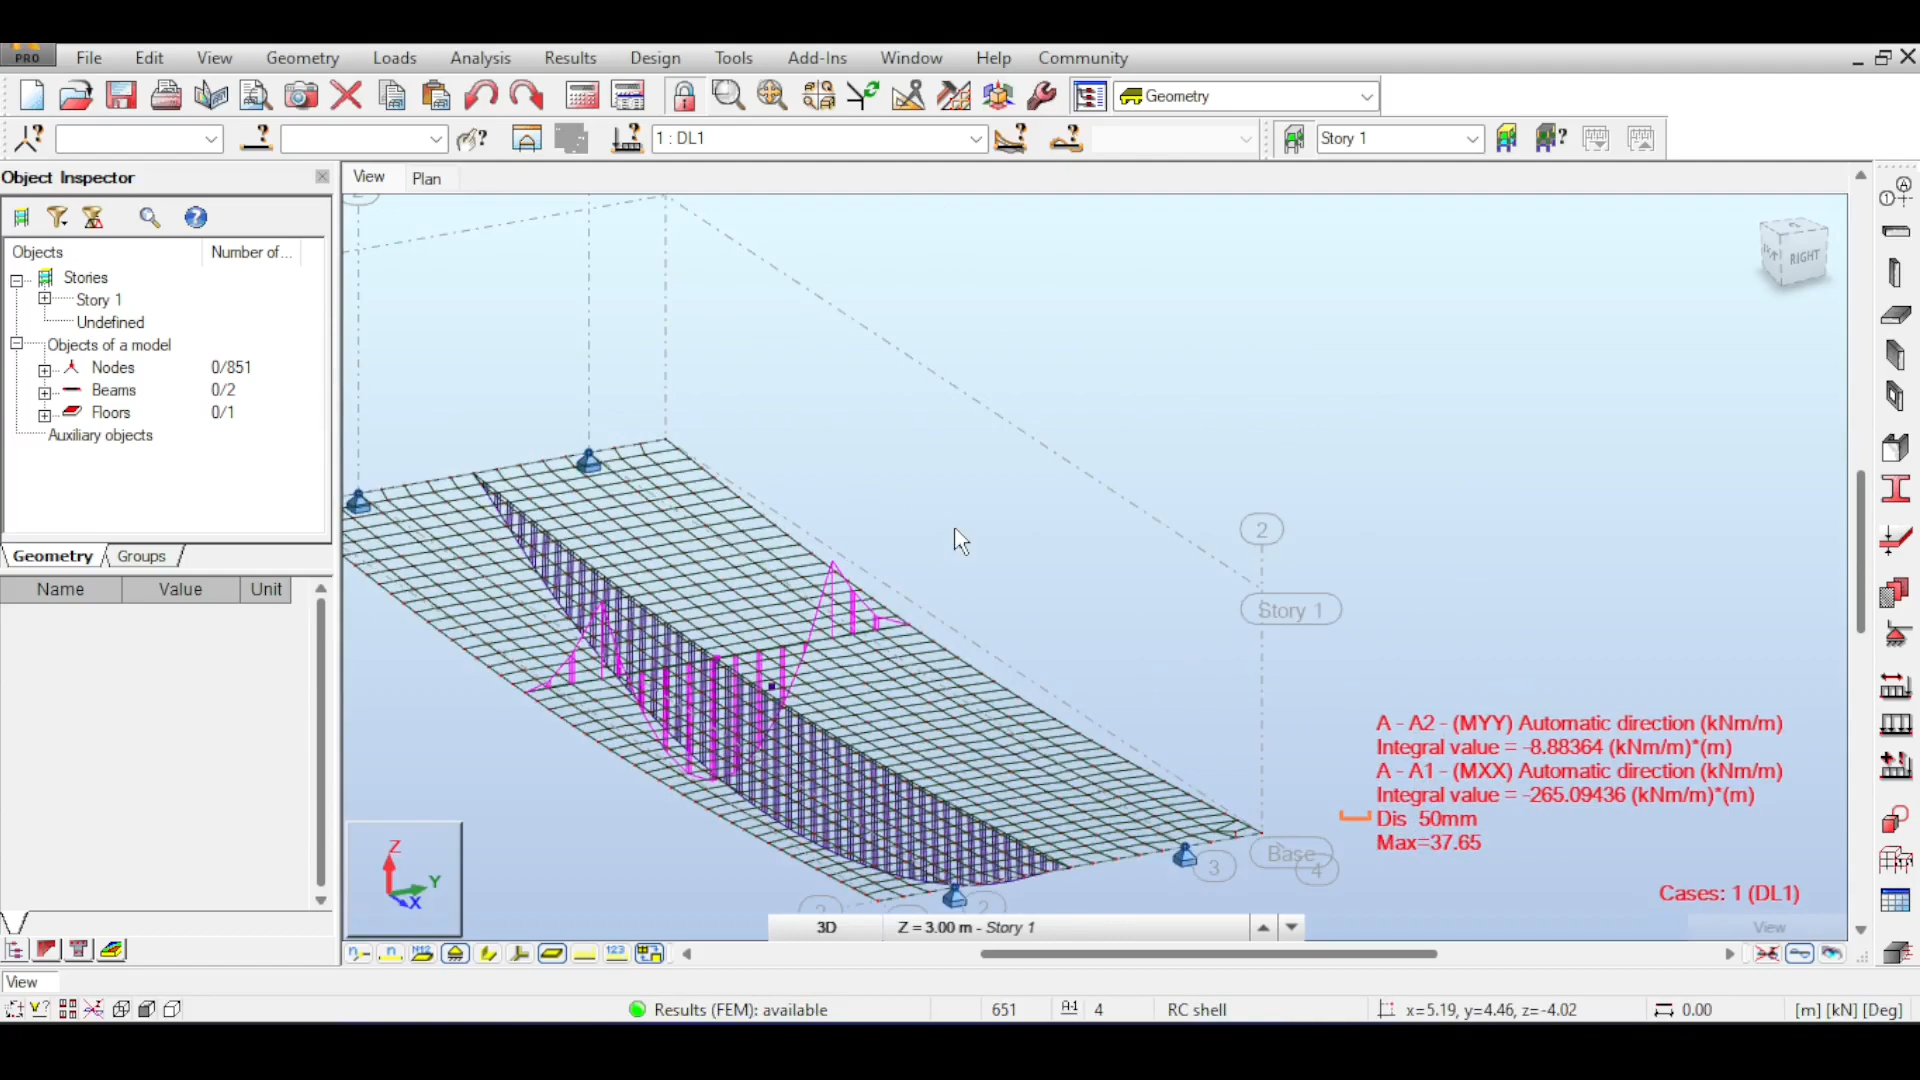 PRO File Edit View Geometry Loads Analysis Results Design Tools Add-Ins Window Help Community
Geometry
1 : DL1 Story 1
Object Inspector
View Plan
Objects Number of...
Stories
Story 1
Undefined
Objects of a model
Nodes 0/851
Beams 0/2
Floors 0/1
Auxiliary objects
Geometry Groups
Name Value Unit
RIGHT
2
Story 1
A - A2 - (MYY) Automatic direction (kNm/m)
Integral value = -8.88364 (kNm/m)*(m)
A - A1 - (MXX) Automatic direction (kNm/m)
Integral value = -265.09436 (kNm/m)*(m)
Dis 50mm
Max=37.65
Base
3 4
2
Z
Y
X
Cases: 1 (DL1)
3D Z = 3.00 m - Story 1
View
View
Results (FEM): available 651 4 RC shell x=5.19, y=4.46, z=-4.02 0.00 [m] [kN] [Deg]